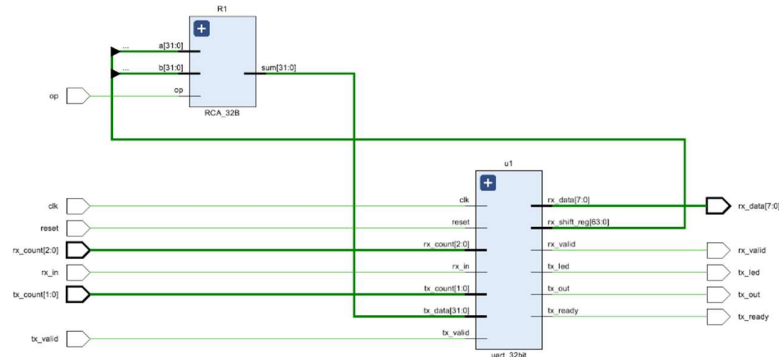 R1
... a[31:0]
... b[31:0]
sum[31:0]
op
op
RCA_32B
u1
clk
clk
rx_data[7:0]
rx_data[7:0]
reset
reset
rx_shift_reg[63:0]
rx_count[2:0]
rx_count[2:0]
rx_valid
rx_valid
rx_in
rx_in
tx_led
tx_led
tx_count[1:0]
tx_count[1:0]
tx_out
tx_out
tx_data[31:0]
tx_ready
tx_ready
tx_valid
tx_valid
uart_32bit